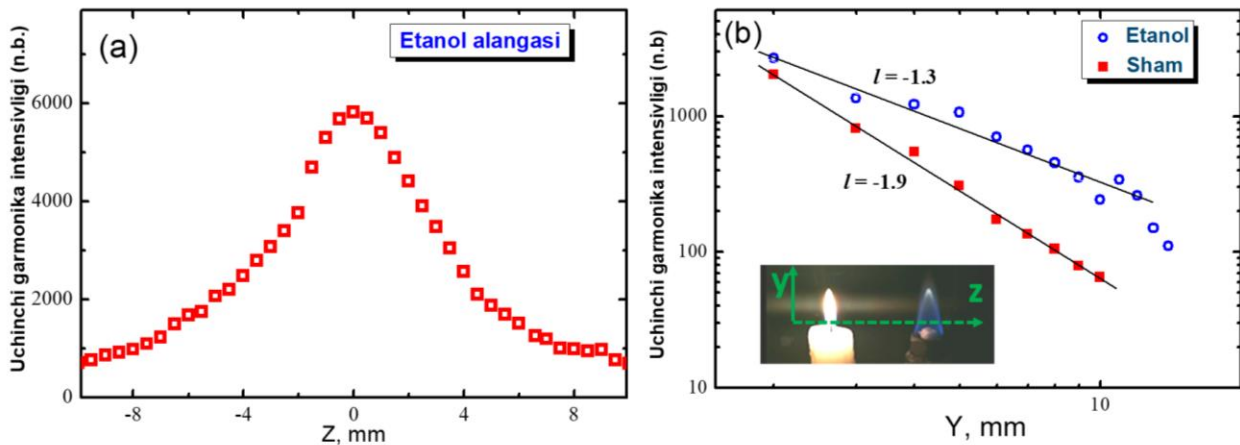 (a)
Etanol alangasi
Uchinchi garmonika intensivligi (n.b)
6000
4000
2000
0
-8
-4
0
4
8
Z, mm
(b)
Etanol
Sham
Uchinchi garmonika intensivligi (n.b)
1000
100
10
l = -1.3
l = -1.9
y
z
10
Y, mm